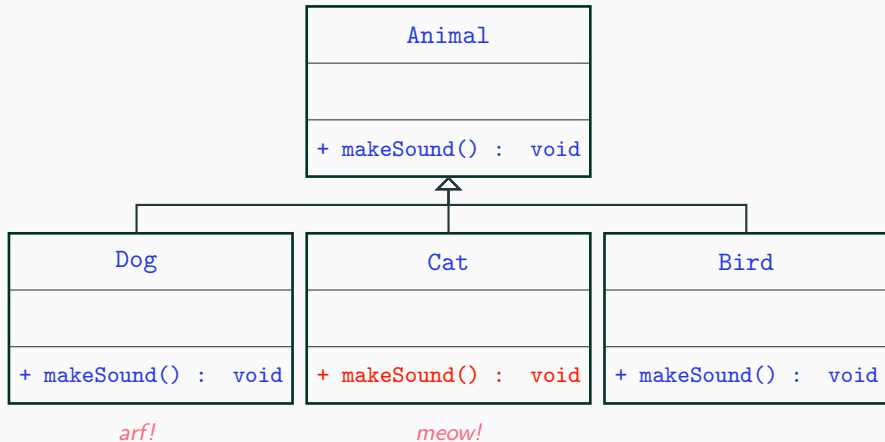 Animal
+ makeSound() : void
Dog
Cat
Bird
+ makeSound() : void
+ makeSound() : void
+ makeSound() : void
arf!
meow!